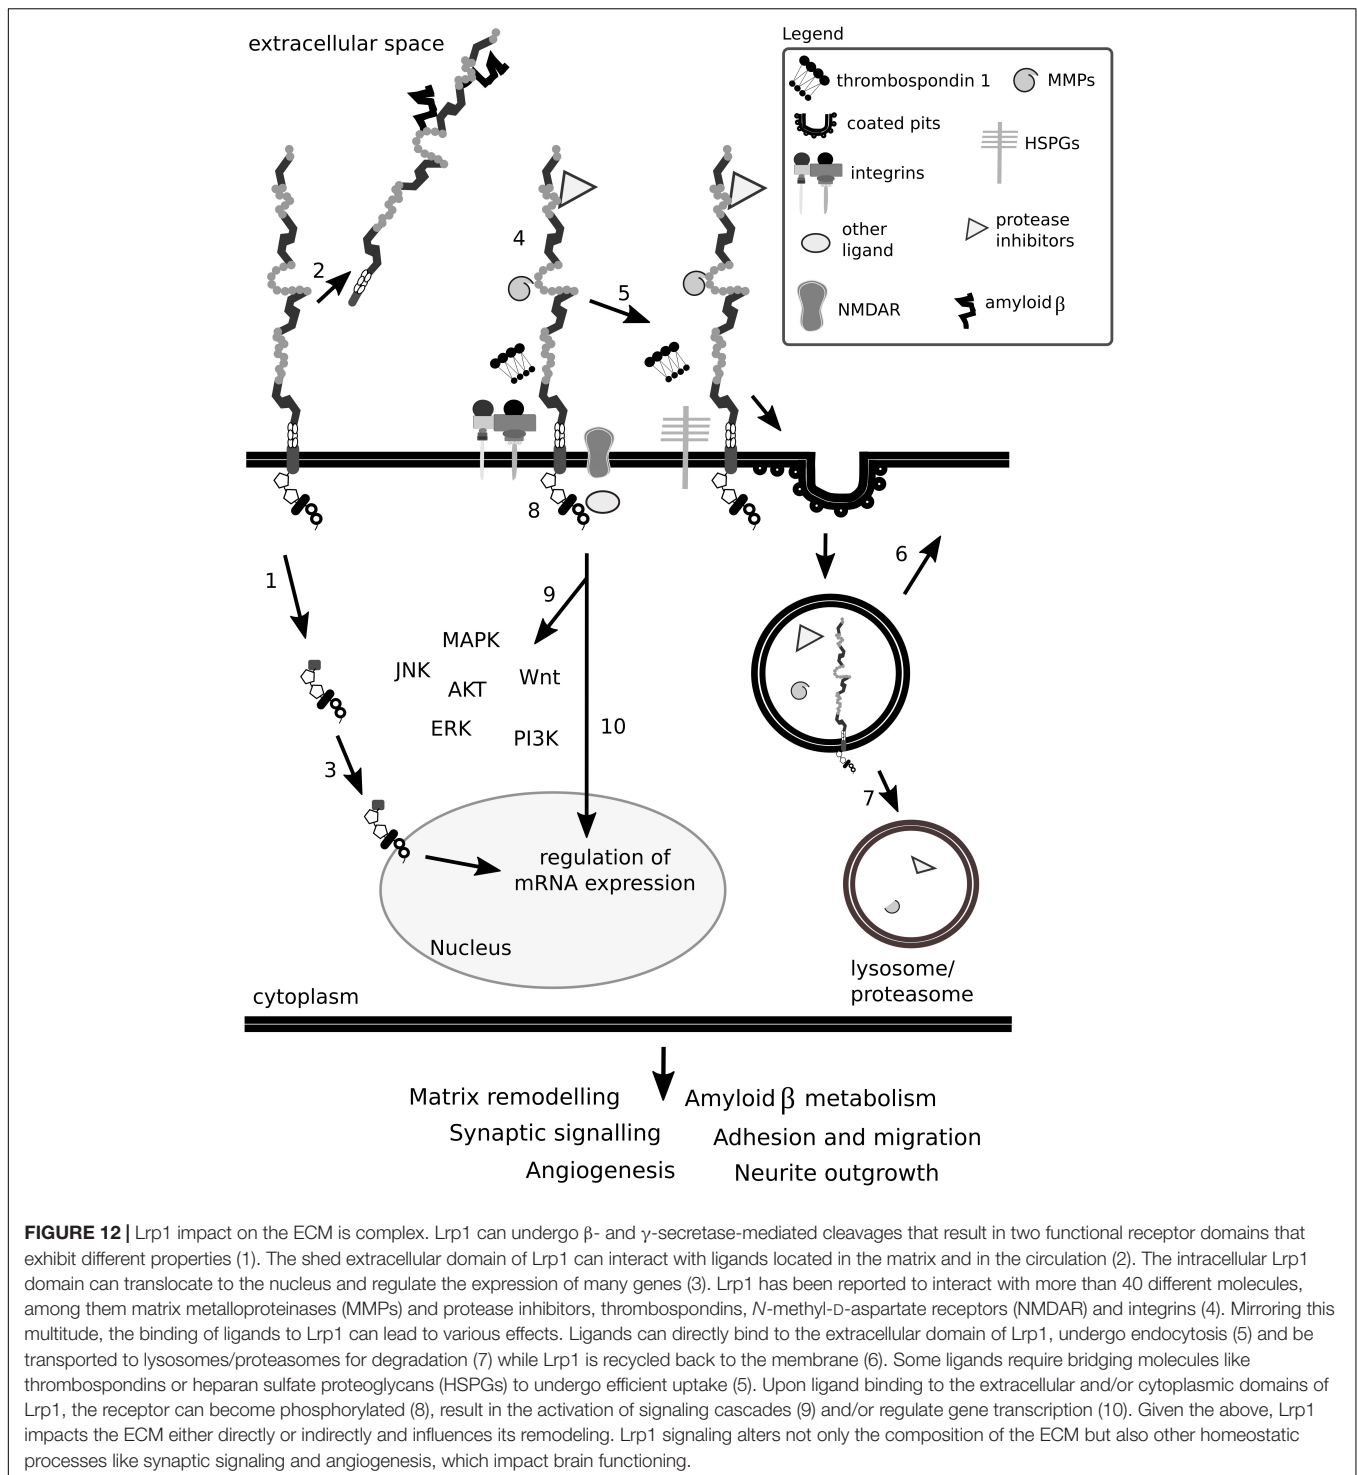 extracellular space
Legend
thrombospondin 1
MMPs
coated pits
HSPGs
integrins
other
ligand
protease
inhibitors
NMDAR
amyloid β
2
4
5
8
1
6
9
MAPK
JNK
Wnt
AKT
ERK
PI3K
10
3
7
regulation of
mRNA expression
Nucleus
lysosome/
proteasome
cytoplasm
Matrix remodelling
Amyloid β metabolism
Synaptic signalling
Adhesion and migration
Angiogenesis
Neurite outgrowth
FIGURE 12 | Lrp1 impact on the ECM is complex. Lrp1 can undergo β- and γ-secretase-mediated cleavages that result in two functional receptor domains that
exhibit different properties (1). The shed extracellular domain of Lrp1 can interact with ligands located in the matrix and in the circulation (2). The intracellular Lrp1
domain can translocate to the nucleus and regulate the expression of many genes (3). Lrp1 has been reported to interact with more than 40 different molecules,
among them matrix metalloproteinases (MMPs) and protease inhibitors, thrombospondins, N-methyl-D-aspartate receptors (NMDAR) and integrins (4). Mirroring this
multitude, the binding of ligands to Lrp1 can lead to various effects. Ligands can directly bind to the extracellular domain of Lrp1, undergo endocytosis (5) and be
transported to lysosomes/proteasomes for degradation (7) while Lrp1 is recycled back to the membrane (6). Some ligands require bridging molecules like
thrombospondins or heparan sulfate proteoglycans (HSPGs) to undergo efficient uptake (5). Upon ligand binding to the extracellular and/or cytoplasmic domains of
Lrp1, the receptor can become phosphorylated (8), result in the activation of signaling cascades (9) and/or regulate gene transcription (10). Given the above, Lrp1
impacts the ECM either directly or indirectly and influences its remodeling. Lrp1 signaling alters not only the composition of the ECM but also other homeostatic
processes like synaptic signaling and angiogenesis, which impact brain functioning.